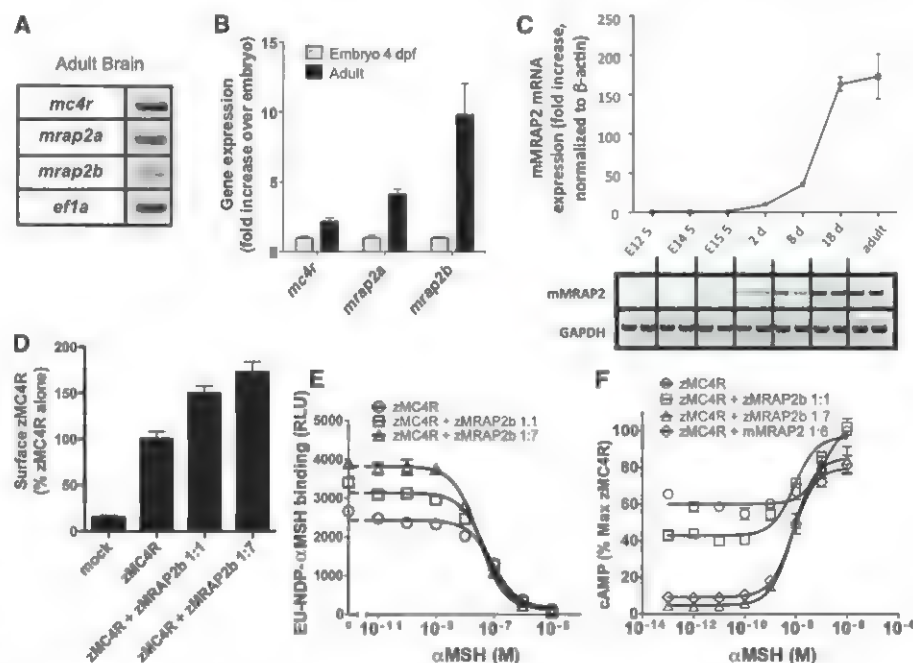 A
Adult Brain
mc4r
mrap2a
mrap2b
ef1a
B
Gene expression
(fold increase over embryo)
15
10
5
Embryo 4 dpf
Adult
mc4r
mrap2a
mrap2b
C
mMRAP2 mRNA
expression (fold increase,
normalized to β-actin)
250
200
150
100
50
0
E12 5
E14 5
E15 5
2 d
8 d
18 d
adult
mMRAP2
GAPDH
D
Surface zMC4R
(% zMC4R alone)
200
150
100
50
0
mock
zMC4R
zMC4R + zMRAP2b 1:1
zMC4R + zMRAP2b 1:7
E
zMC4R
zMC4R + zMRAP2b 1:1
zMC4R + zMRAP2b 1:7
EU-NDP-αMSH binding (RLU)
5000
4000
3000
2000
1000
0
0
10⁻¹¹
10⁻⁹
10⁻⁷
10⁻⁵
αMSH (M)
F
zMC4R
zMC4R + zMRAP2b 1:1
zMC4R + zMRAP2b 1 7
zMC4R + mMRAP2 1:6
cAMP (% Max zMC4R)
100
80
60
40
20
0
10⁻¹⁴
10⁻¹²
10⁻¹⁰
10⁻⁸
10⁻⁶
αMSH (M)